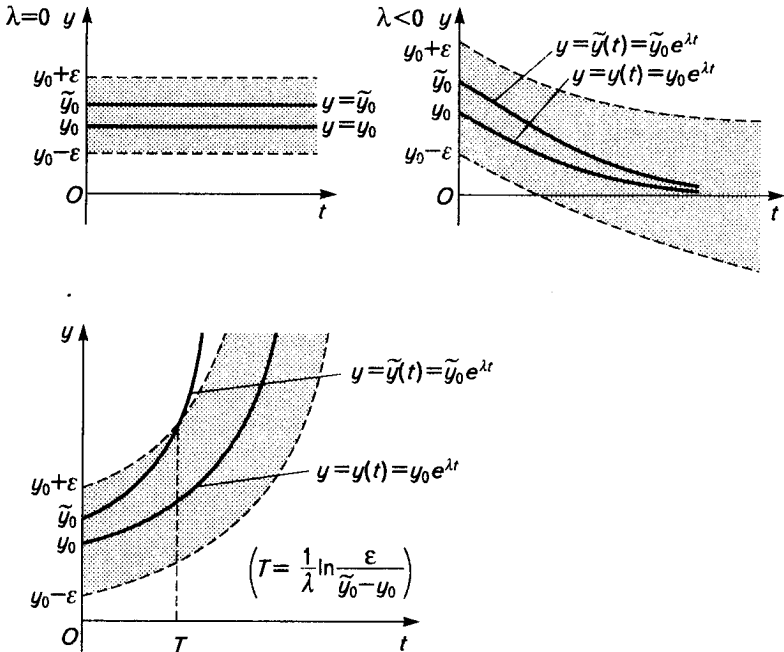 λ=0 y
y₀+ε
ỹ₀
y₀
y₀−ε
O
t
y=ỹ₀
y=y₀
λ<0 y
y₀+ε
ỹ₀
y₀
y₀−ε
O
t
y=ỹ(t)=ỹ₀e^{λt}
y=y(t)=y₀e^{λt}
y
y₀+ε
ỹ₀
y₀
y₀−ε
O
T
t
y=ỹ(t)=ỹ₀e^{λt}
y=y(t)=y₀e^{λt}
(T= 1/λ ln ε/(ỹ₀−y₀))